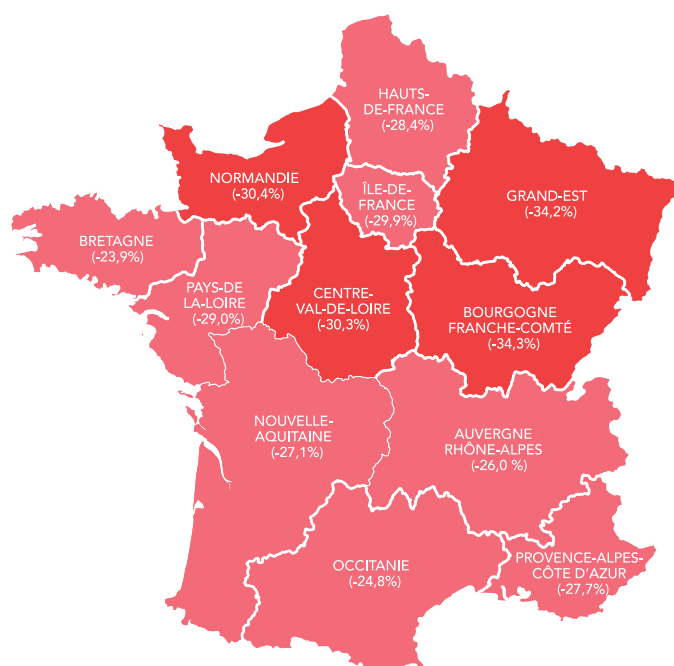 HAUTS-
DE-FRANCE
(-28,4%)
NORMANDIE
(-30,4%)
ÎLE-DE-
FRANCE
(-29,9%)
GRAND-EST
(-34,2%)
BRETAGNE
(-23,9%)
PAYS-DE
LA-LOIRE
(-29,0%)
CENTRE-
VAL-DE-LOIRE
(-30,3%)
BOURGOGNE
FRANCHE-COMTÉ
(-34,3%)
NOUVELLE-
AQUITAINE
(-27,1%)
AUVERGNE
RHÔNE-ALPES
(-26,0 %)
OCCITANIE
(-24,8%)
PROVENCE-ALPES-
CÔTE D'AZUR
(-27,7%)